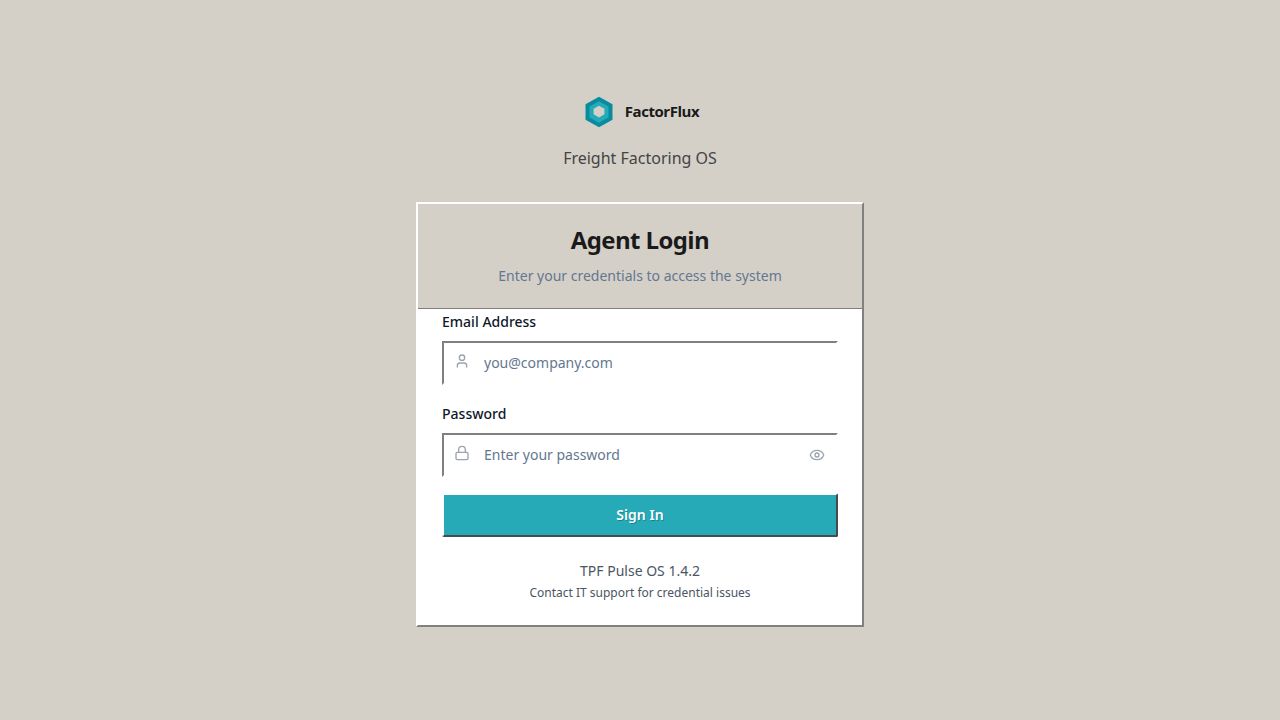 FactorFlux
Freight Factoring OS
Agent Login
Enter your credentials to access the system
Email Address
you@company.com
Password
Enter your password
Sign In
TPF Pulse OS 1.4.2
Contact IT support for credential issues